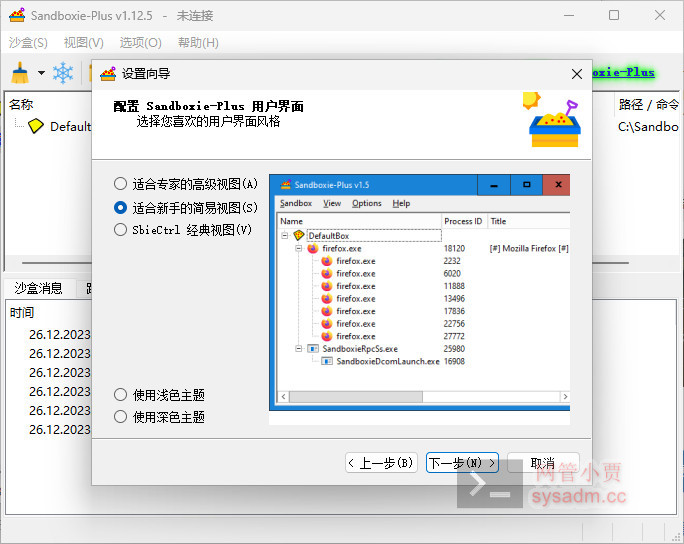 Sandboxie-Plus v1.12.5 - 未连接
沙盒(S) 视图(V) 选项(O) 帮助(H)
oxie-Plus
名称
路径 / 命令
Default
C:\Sandbo
设置向导
配置 Sandboxie-Plus 用户界面
选择您喜欢的用户界面风格
适合专家的高级视图(A)
适合新手的简易视图(S)
SbieCtrl 经典视图(V)
Sandboxie-Plus v1.5
Sandbox View Options Help
Name Process ID Title
DefaultBox
firefox.exe 18120 [#] Mozilla Firefox [#]
firefox.exe 2232
firefox.exe 6020
firefox.exe 11888
firefox.exe 13496
firefox.exe 17836
firefox.exe 22756
firefox.exe 27772
SandboxieRpcSs.exe 25980
SandboxieDcomLaunch.exe 16908
使用浅色主题
使用深色主题
< 上一步(B) 下一步(N) > 取消
沙盒消息
时间
26.12.2023
26.12.2023
26.12.2023
26.12.2023
26.12.2023
26.12.2023
网管小贾
sysadm.cc